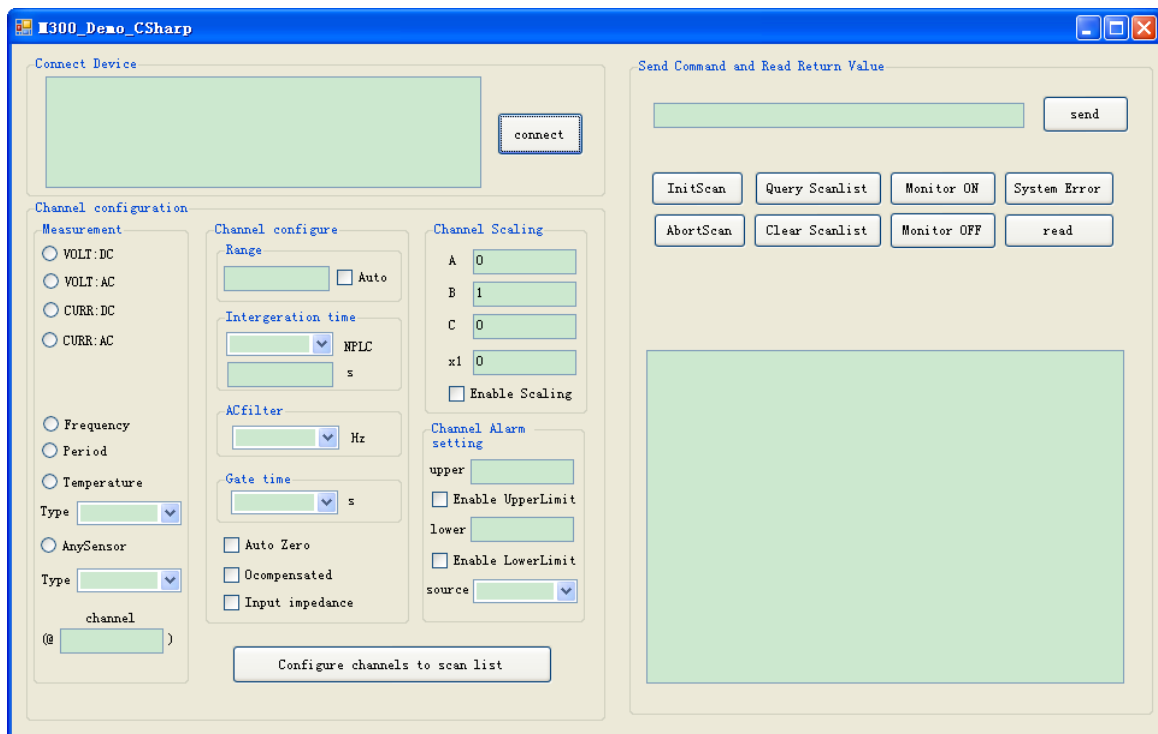 M300_Demo_CSharp
Connect Device
connect
Channel configuration
Measurement
VOLT:DC
VOLT:AC
CURR:DC
CURR:AC
Frequency
Period
Temperature
Type
AnySensor
Type
channel
(@ )
Channel configure
Range
Auto
Intergeration time
NPLC
s
ACfilter
Hz
Gate time
s
Auto Zero
Ocompensated
Input impedance
Channel Scaling
A 0
B 1
C 0
x1 0
Enable Scaling
Channel Alarm
setting
upper
Enable UpperLimit
lower
Enable LowerLimit
source
Configure channels to scan list
Send Command and Read Return Value
send
InitScan Query Scanlist Monitor ON System Error
AbortScan Clear Scanlist Monitor OFF read